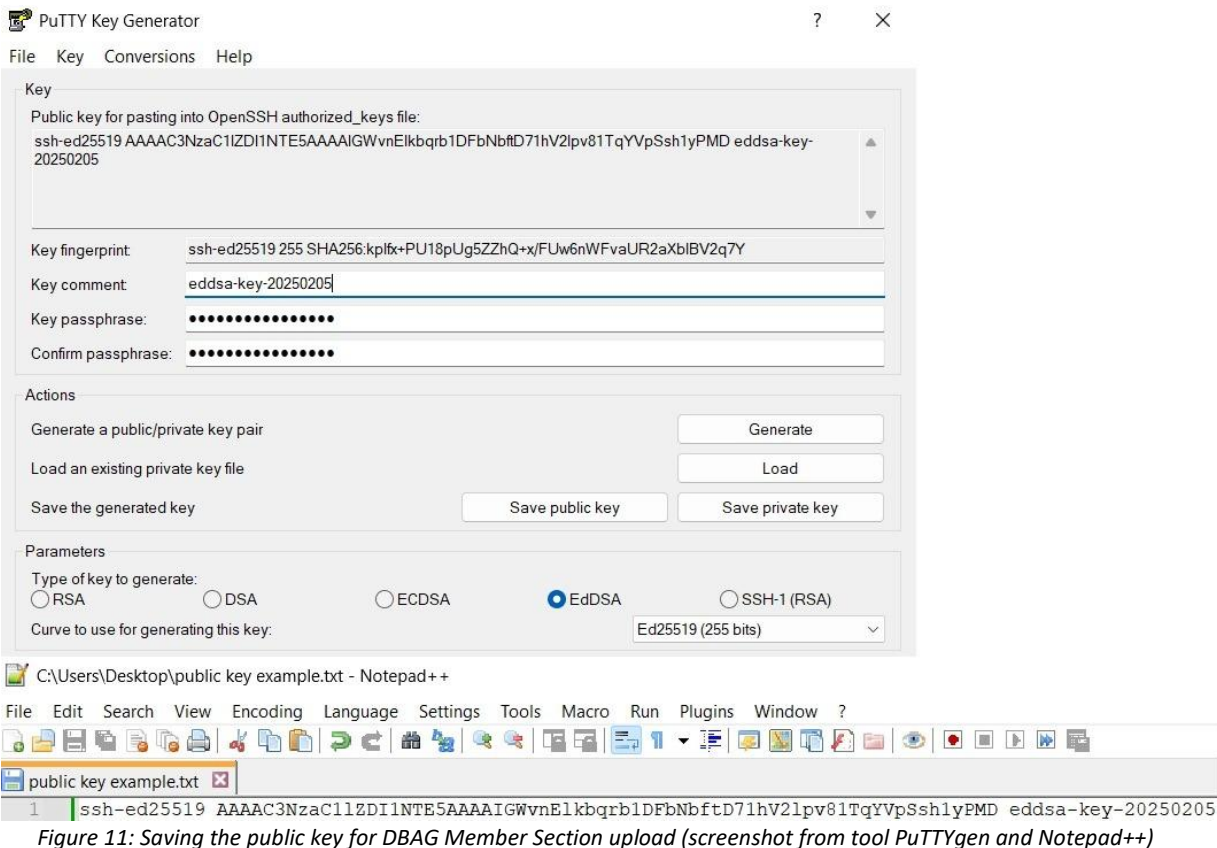 PuTTY Key Generator ?
File Key Conversions Help
Key
Public key for pasting into OpenSSH authorized_keys file:
ssh-ed25519 AAAAC3NzaC1lZDI1NTE5AAAAIGWvnElkbqrb1DFbNbftD71hV2lpv81TqYVpSsh1yPMD eddsa-key-
20250205
Key fingerprint: ssh-ed25519 255 SHA256:kplfx+PU18pUg5ZZhQ+x/FUw6nWFvaUR2aXblBV2q7Y
Key comment: eddsa-key-20250205
Key passphrase: ••••••••••••••••
Confirm passphrase: ••••••••••••••••
Actions
Generate a public/private key pair Generate
Load an existing private key file Load
Save the generated key Save public key Save private key
Parameters
Type of key to generate:
RSA DSA ECDSA EdDSA SSH-1 (RSA)
Curve to use for generating this key: Ed25519 (255 bits)
C:\Users\Desktop\public key example.txt - Notepad++
File Edit Search View Encoding Language Settings Tools Macro Run Plugins Window ?
public key example.txt
1 ssh-ed25519 AAAAC3NzaC1lZDI1NTE5AAAAIGWvnElkbqrb1DFbNbftD71hV2lpv81TqYVpSsh1yPMD eddsa-key-20250205
Figure 11: Saving the public key for DBAG Member Section upload (screenshot from tool PuTTYgen and Notepad++)